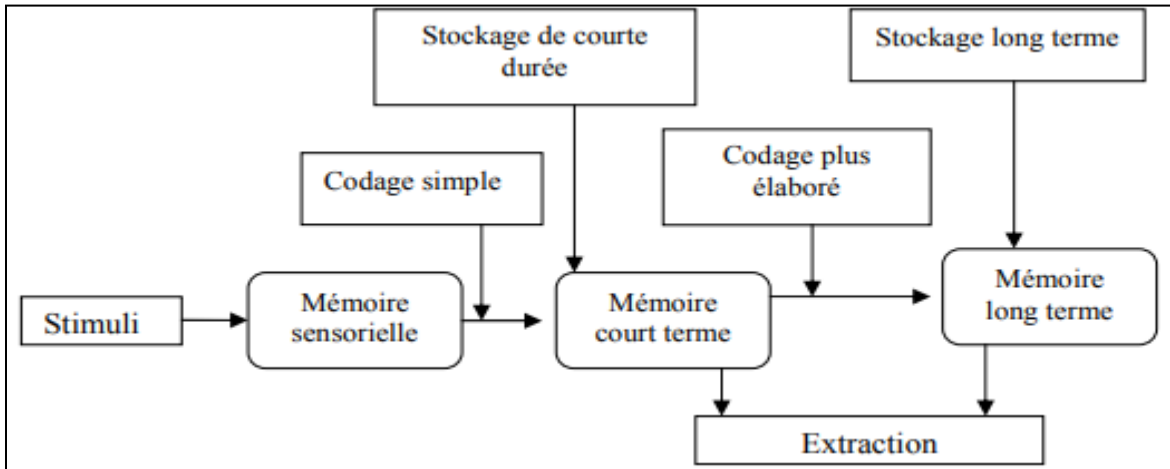 Stockage de courte
durée
Stockage long terme
Codage simple
Codage plus
élaboré
Stimuli
Mémoire
sensorielle
Mémoire
court terme
Mémoire
long terme
Extraction